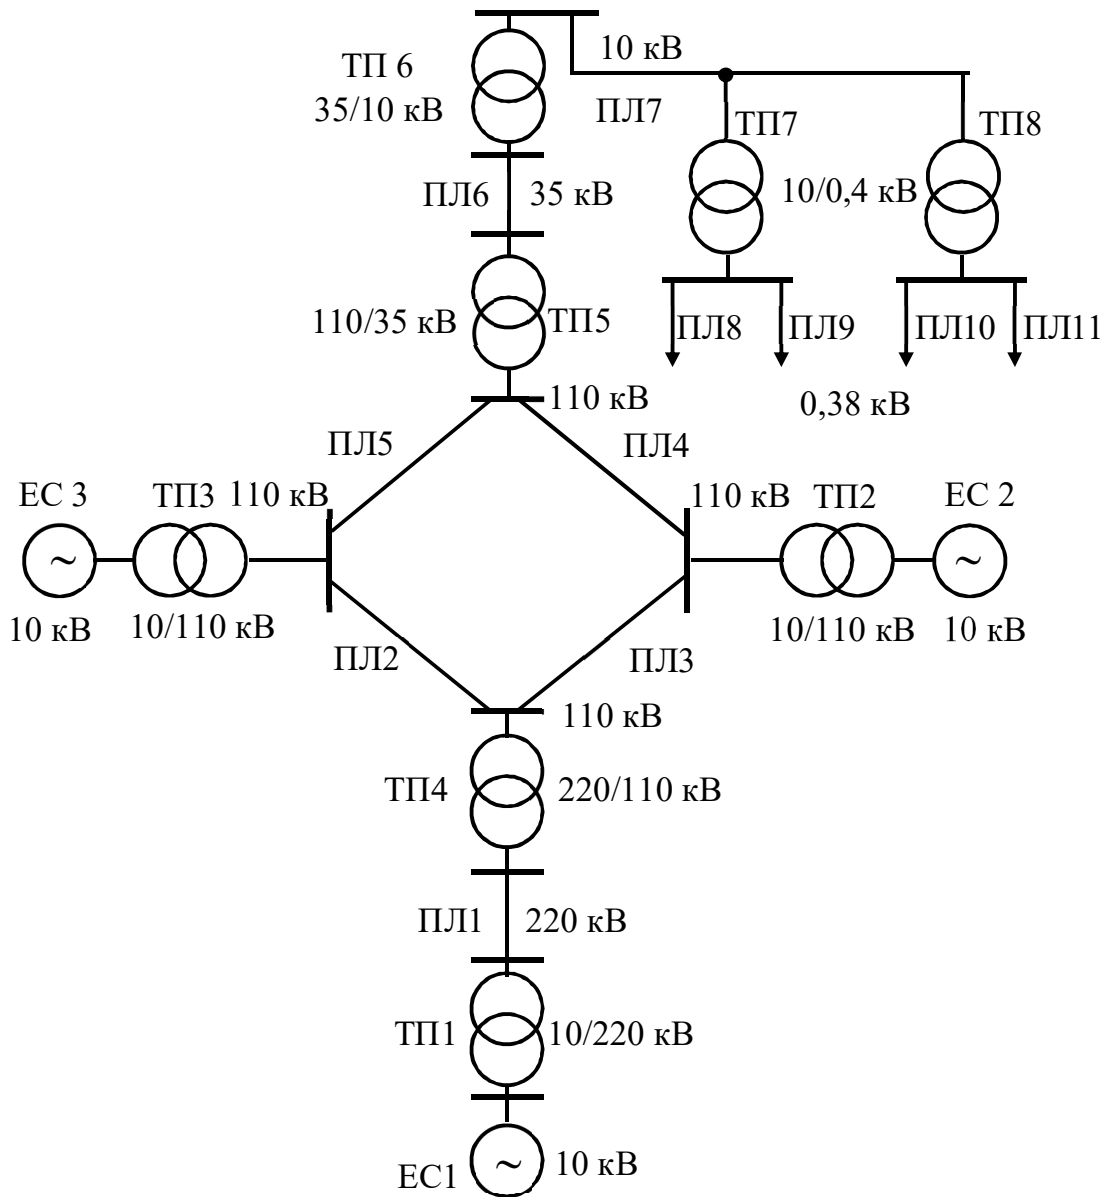 10 кВ
ТП 6
35/10 кВ
ПЛ7
ТП7
ТП8
ПЛ6
35 кВ
10/0,4 кВ
110/35 кВ
ТП5
ПЛ8
ПЛ9
ПЛ10
ПЛ11
110 кВ
0,38 кВ
ПЛ5
ПЛ4
ЕС 3
ТП3
110 кВ
110 кВ
ТП2
ЕС 2
~
~
10 кВ
10/110 кВ
10/110 кВ
10 кВ
ПЛ2
ПЛ3
110 кВ
ТП4
220/110 кВ
ПЛ1
220 кВ
ТП1
10/220 кВ
ЕС1
~
10 кВ